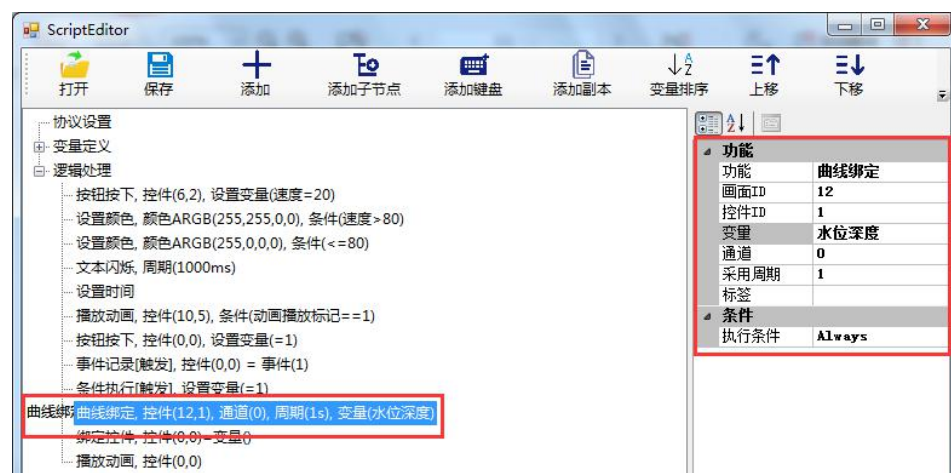 ScriptEditor
打开 保存 添加 添加子节点 添加键盘 添加副本 变量排序 上移 下移
协议设置
变量定义
逻辑处理
按钮按下, 控件(6,2), 设置变量(速度=20)
设置颜色, 颜色ARGB(255,255,0,0), 条件(速度>80)
设置颜色, 颜色ARGB(255,0,0,0), 条件(<=80)
文本闪烁, 周期(1000ms)
设置时间
播放动画, 控件(10,5), 条件(动画播放标记==1)
按钮按下, 控件(0,0), 设置变量(=1)
事件记录[触发], 控件(0,0) = 事件(1)
条件执行[触发], 设置变量(=1)
曲线绑 曲线绑定, 控件(12,1), 通道(0), 周期(1s), 变量(水位深度)
绑定控件, 控件(0,0)=变量()
播放动画, 控件(0,0)
功能
功能 曲线绑定
画面ID 12
控件ID 1
变量 水位深度
通道 0
采用周期 1
标签
条件
执行条件 Always